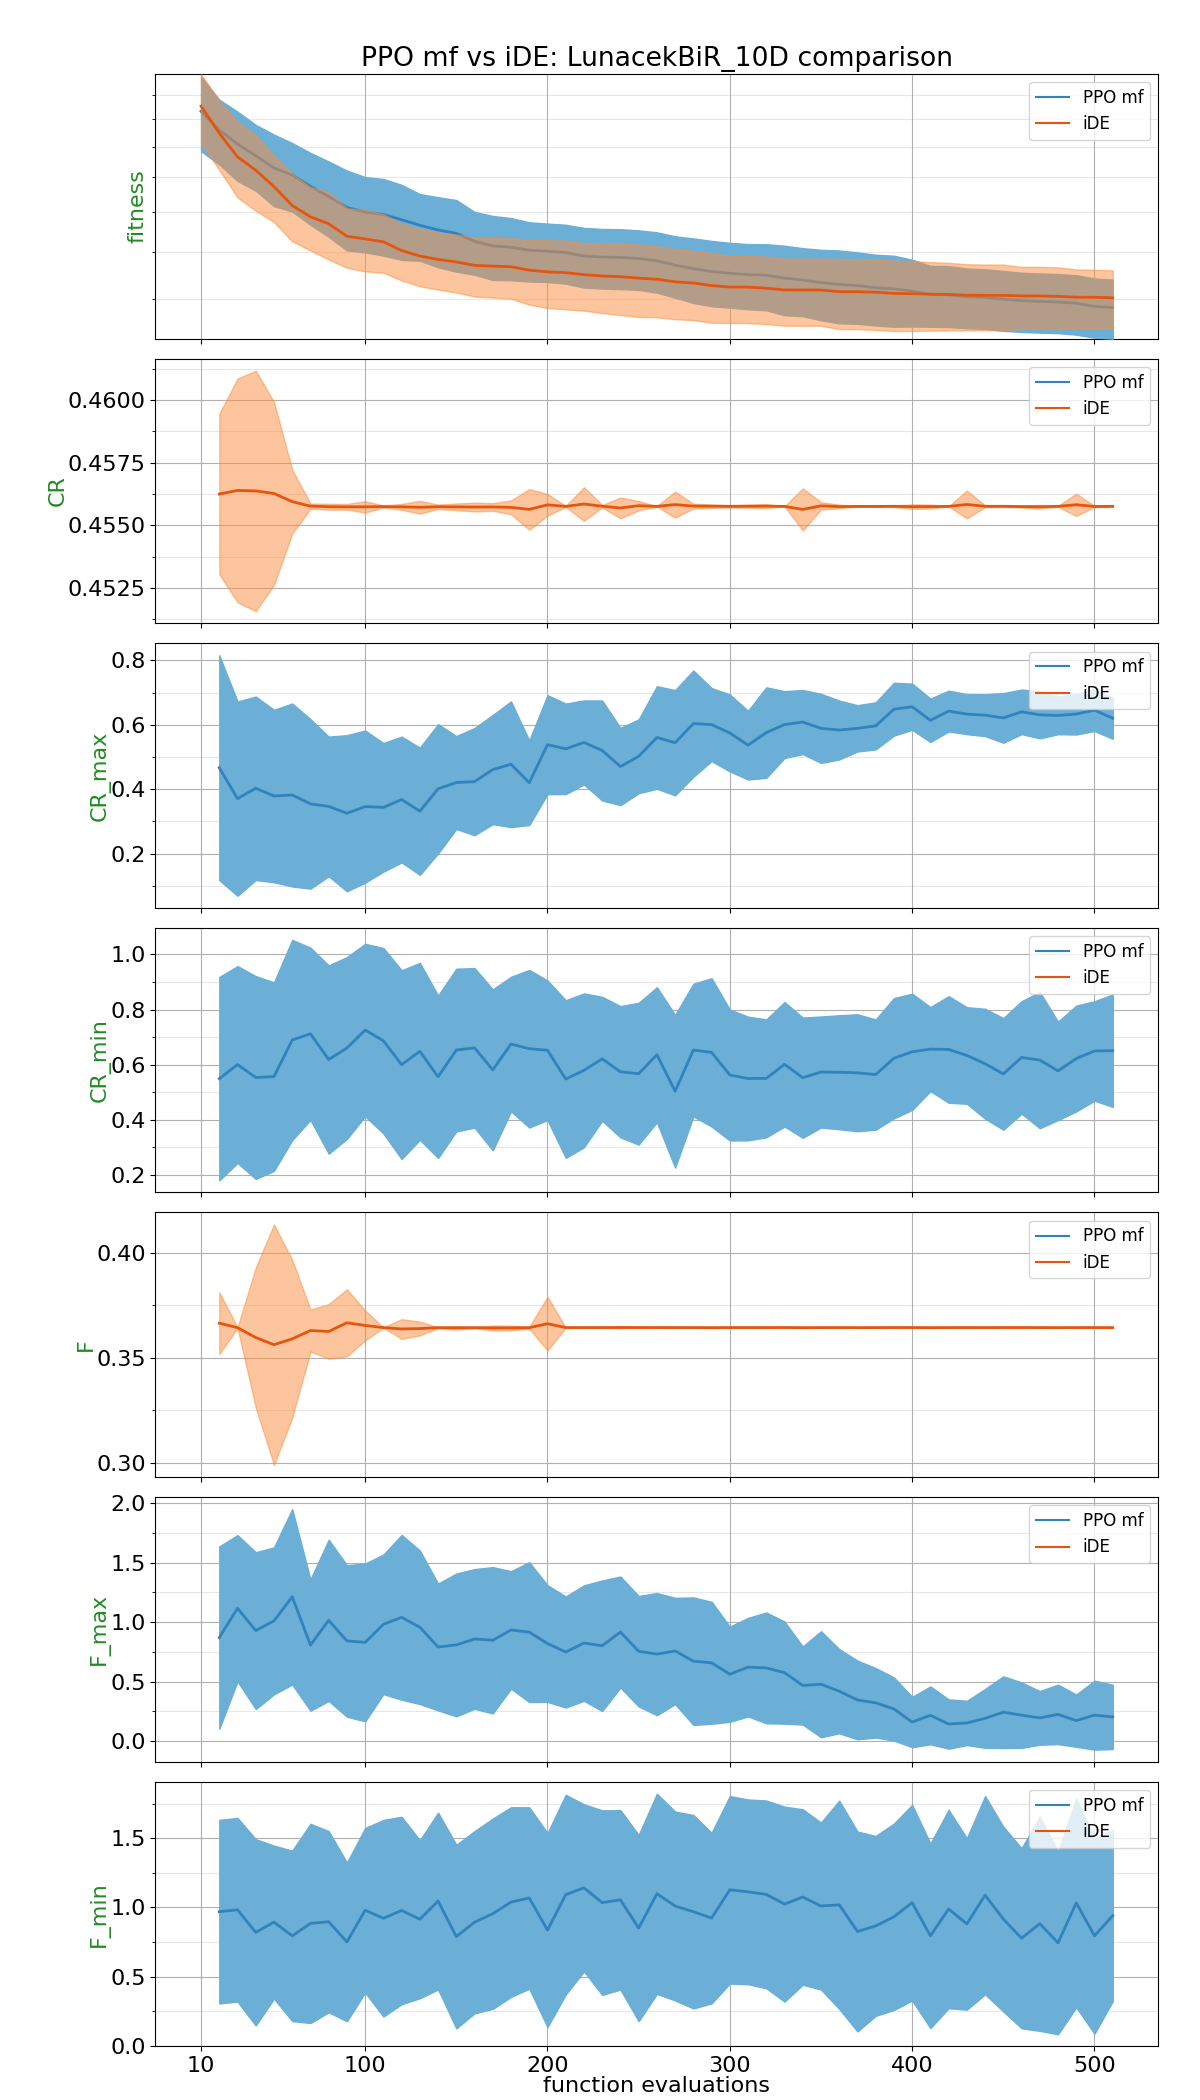 PPO mf vs iDE: LunacekBiR_10D comparison
fitness
PPO mf
iDE
CR
0.4600
0.4575
0.4550
0.4525
PPO mf
iDE
CR_max
0.8
0.6
0.4
0.2
PPO mf
iDE
CR_min
1.0
0.8
0.6
0.4
0.2
PPO mf
iDE
F
0.40
0.35
0.30
PPO mf
iDE
F_max
2.0
1.5
1.0
0.5
0.0
PPO mf
iDE
F_min
1.5
1.0
0.5
0.0
PPO mf
iDE
10 100 200 300 400 500
function evaluations